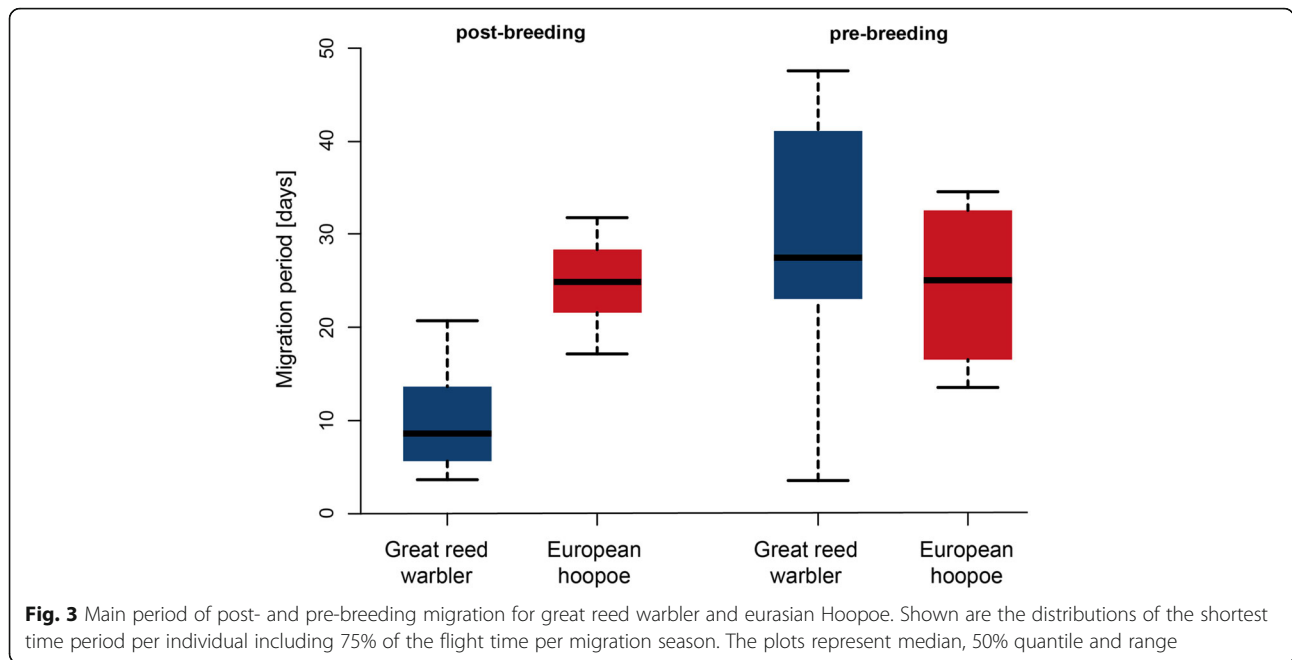 post-breeding pre-breeding
50
40
30
20
10
0
Migration period [days]
Great reed warbler
European hoopoe
Great reed warbler
European hoopoe
Fig. 3 Main period of post- and pre-breeding migration for great reed warbler and eurasian Hoopoe. Shown are the distributions of the shortest
time period per individual including 75% of the flight time per migration season. The plots represent median, 50% quantile and range